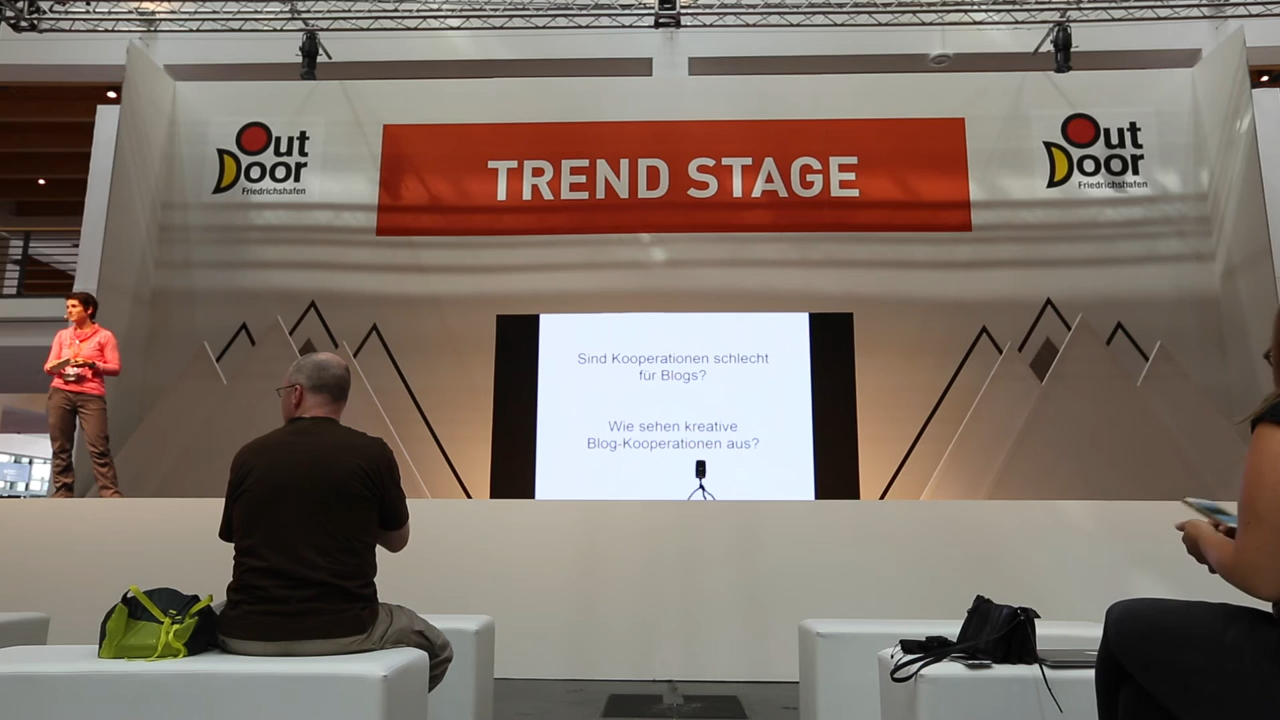 Out
Door
Friedrichshafen
TREND STAGE
Out
Door
Friedrichshafen
Sind Kooperationen schlecht
für Blogs?
Wie sehen kreative
Blog-Kooperationen aus?